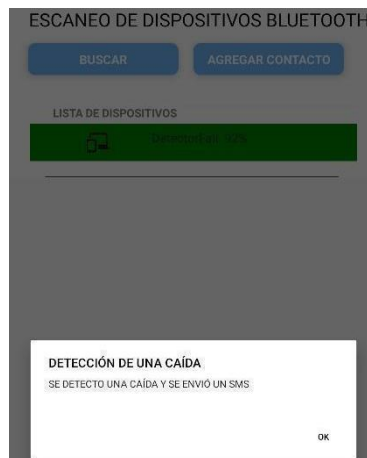 ESCANEO DE DISPOSITIVOS BLUETOOTH
BUSCAR
AGREGAR CONTACTO
LISTA DE DISPOSITIVOS
DETECCIÓN DE UNA CAÍDA
SE DETECTO UNA CAÍDA Y SE ENVIÓ UN SMS
OK